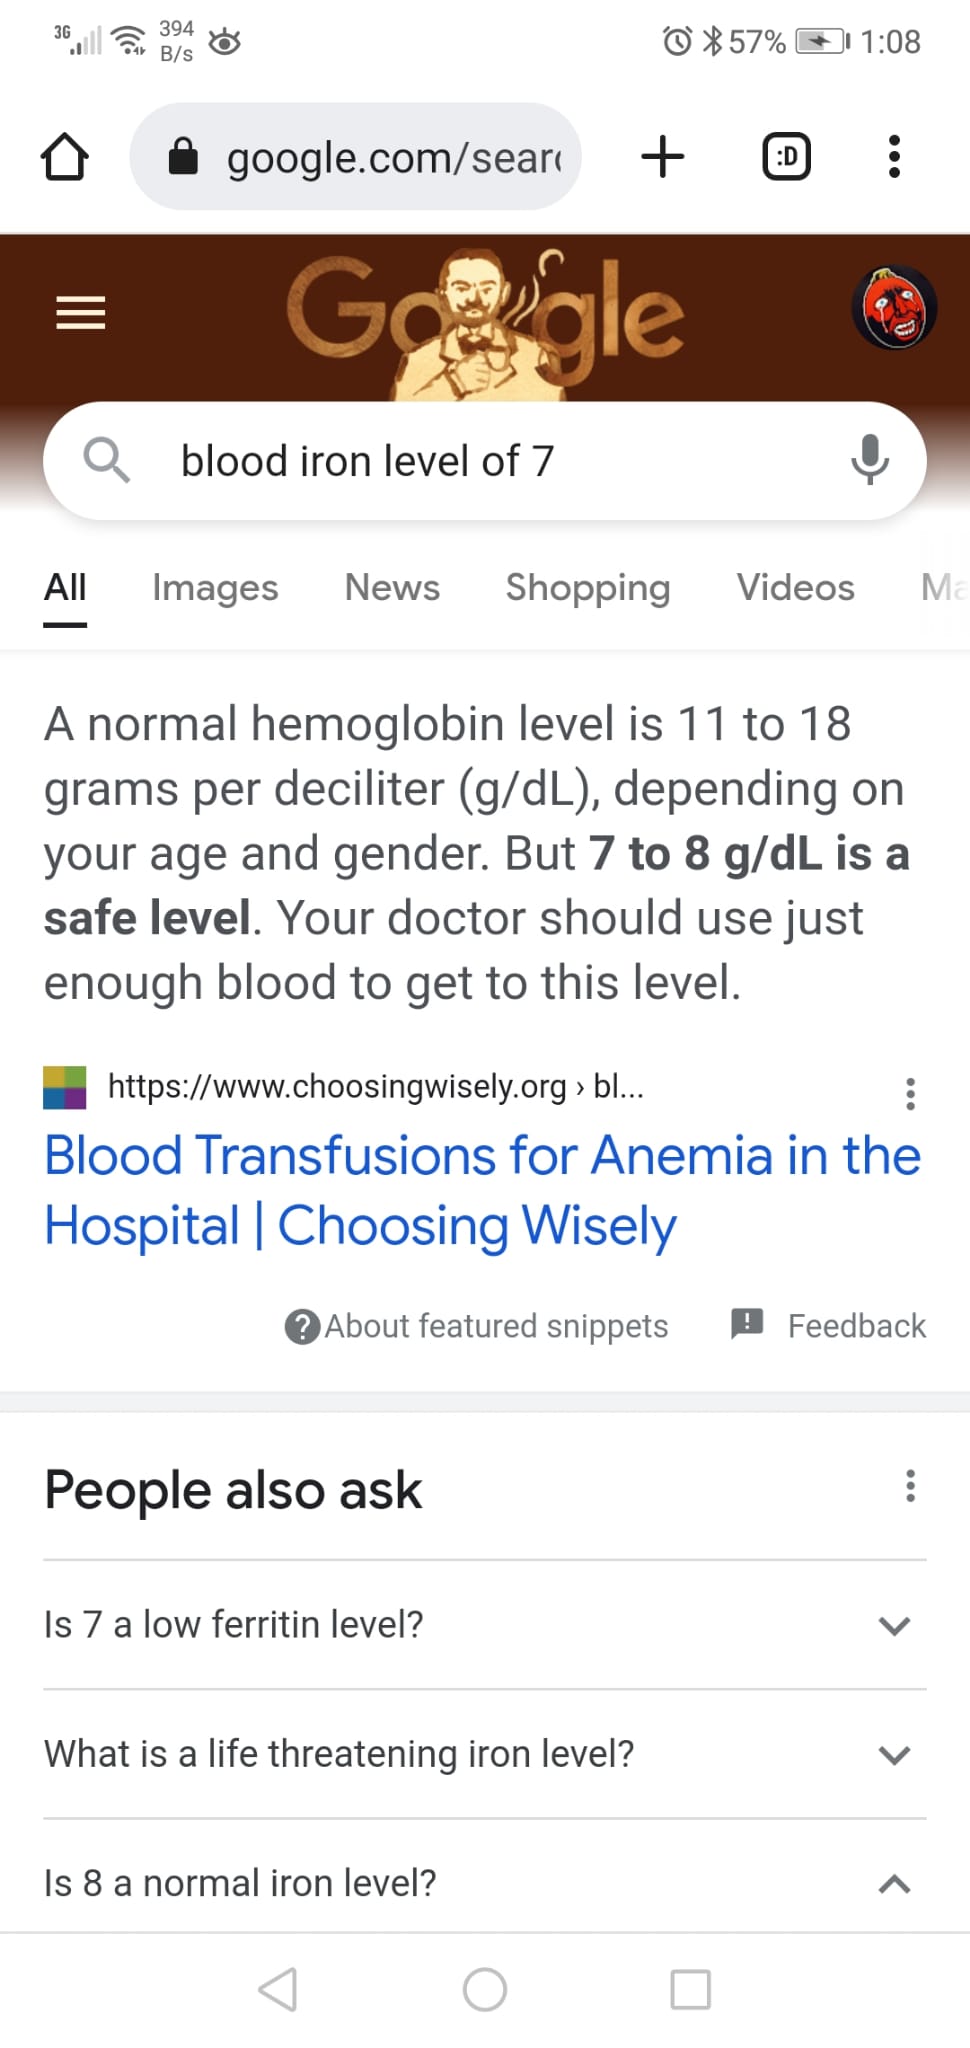 3G 394 B/s 57% 1:08
google.com/sear
:D
Google
blood iron level of 7
All Images News Shopping Videos Ma
A normal hemoglobin level is 11 to 18
grams per deciliter (g/dL), depending on
your age and gender. But 7 to 8 g/dL is a
safe level. Your doctor should use just
enough blood to get to this level.
https://www.choosingwisely.org › bl...
Blood Transfusions for Anemia in the
Hospital | Choosing Wisely
About featured snippets Feedback
People also ask
Is 7 a low ferritin level?
What is a life threatening iron level?
Is 8 a normal iron level?